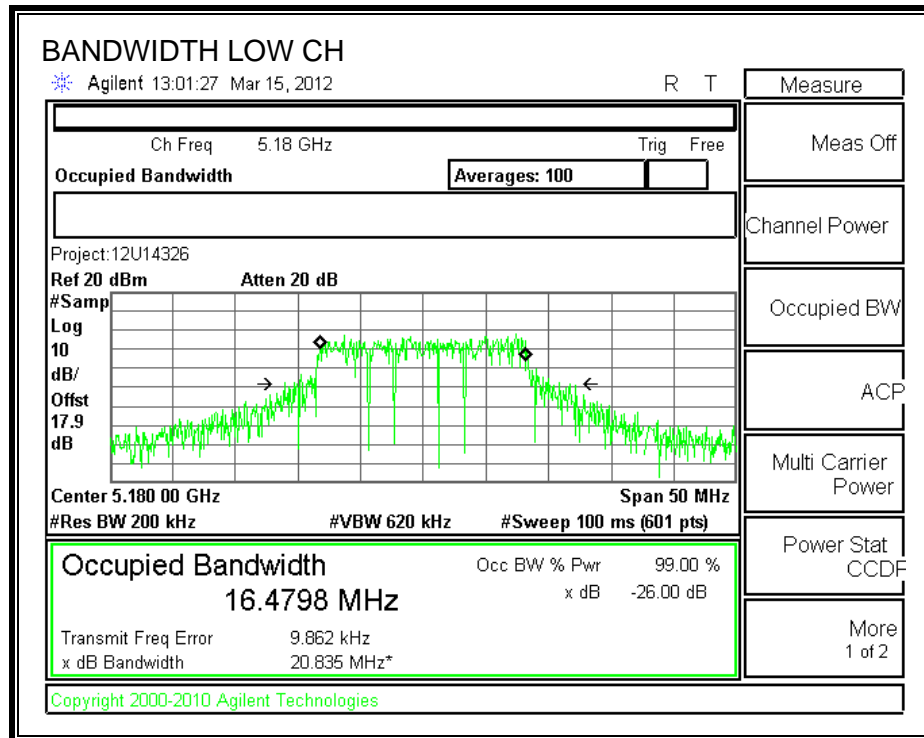 BANDWIDTH LOW CH
Agilent 13:01:27 Mar 15, 2012 R T
Measure
Ch Freq 5.18 GHz Trig Free
Meas Off
Occupied Bandwidth Averages: 100
Channel Power
Project:12U14326
Ref 20 dBm Atten 20 dB
#Samp
Log
10
dB/
Offst
17.9
dB
Occupied BW
ACP
Multi Carrier
Power
Center 5.180 00 GHz Span 50 MHz
#Res BW 200 kHz #VBW 620 kHz #Sweep 100 ms (601 pts)
Power Stat
CCDF
Occupied Bandwidth Occ BW % Pwr 99.00 %
16.4798 MHz x dB -26.00 dB
Transmit Freq Error 9.862 kHz
x dB Bandwidth 20.835 MHz*
More
1 of 2
Copyright 2000-2010 Agilent Technologies